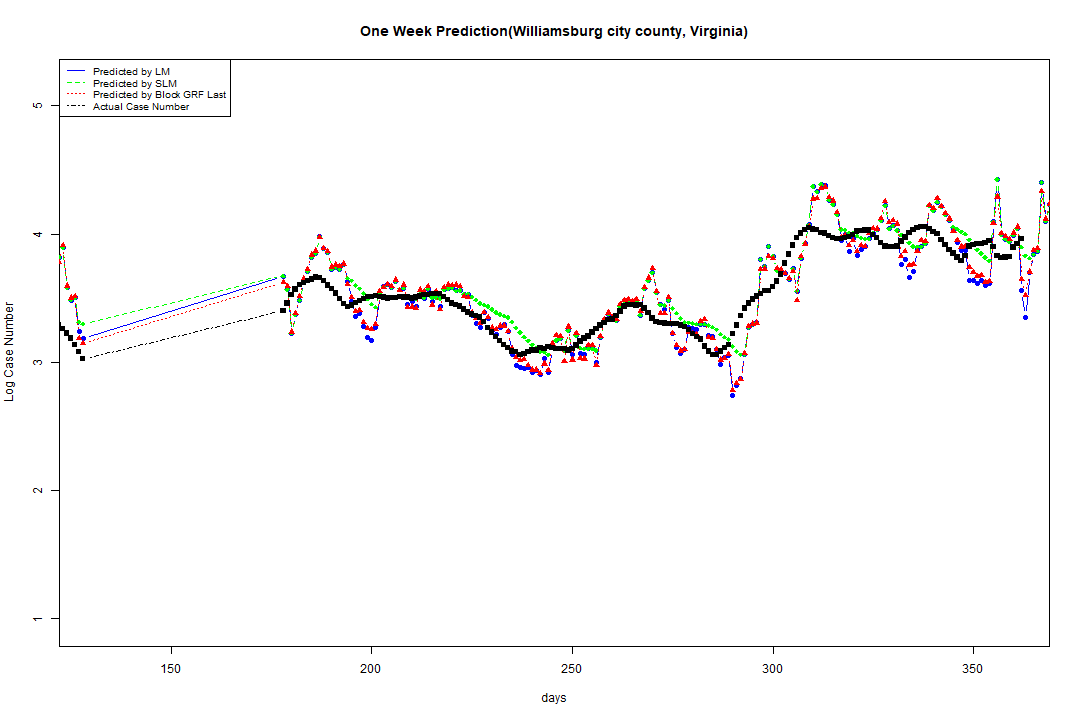 One Week Prediction(Williamsburg city county, Virginia)
Predicted by LM
Predicted by SLM
Predicted by Block GRF Last
Actual Case Number
5
4
3
2
1
Log Case Number
150 200 250 300 350
days